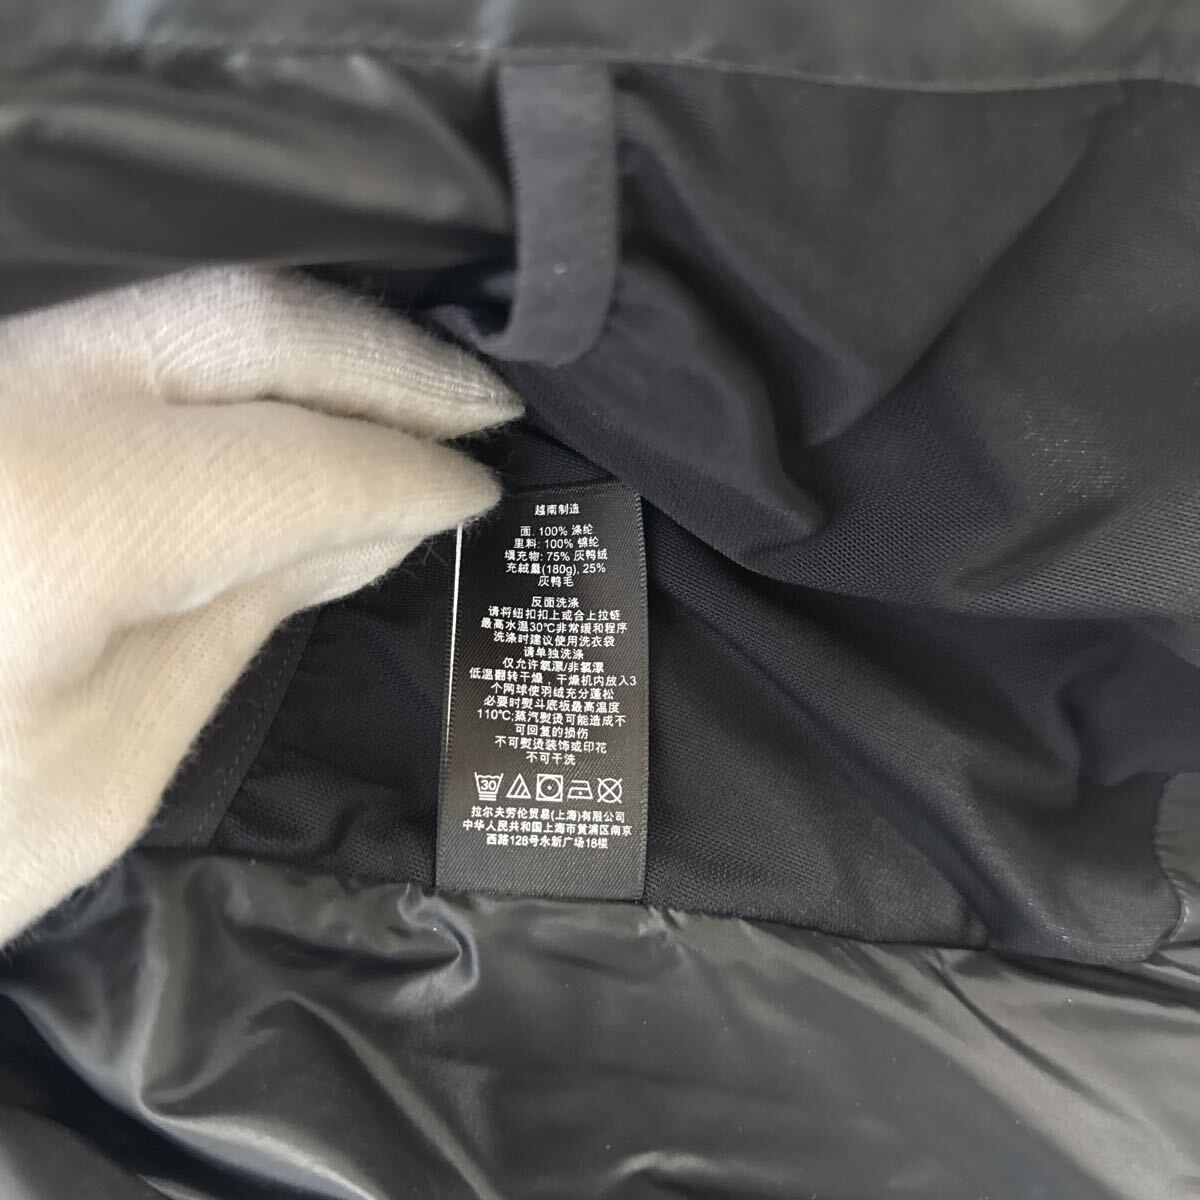 越南制造
面: 100% 涤纶
里料: 100% 锦纶
填充物: 75% 灰鸭绒
充絨量(180g), 25%
灰鸭毛
反面洗涤
请将纽扣扣上或合上拉链
最高水温30℃非常缓和程序
洗涤时建议使用洗衣袋
请单独洗涤
仅允许氧漂/非氯漂
低温翻转干燥，干燥机内放入3
个网球使羽绒充分蓬松
必要时熨斗底板最高温度
110℃;蒸汽熨烫可能造成不
可回复的损伤
不可熨烫装饰或印花
不可干洗
30
拉尔夫劳伦贸易(上海)有限公司
中华人民共和国上海市黄浦区南京
西路128号永新广场18楼